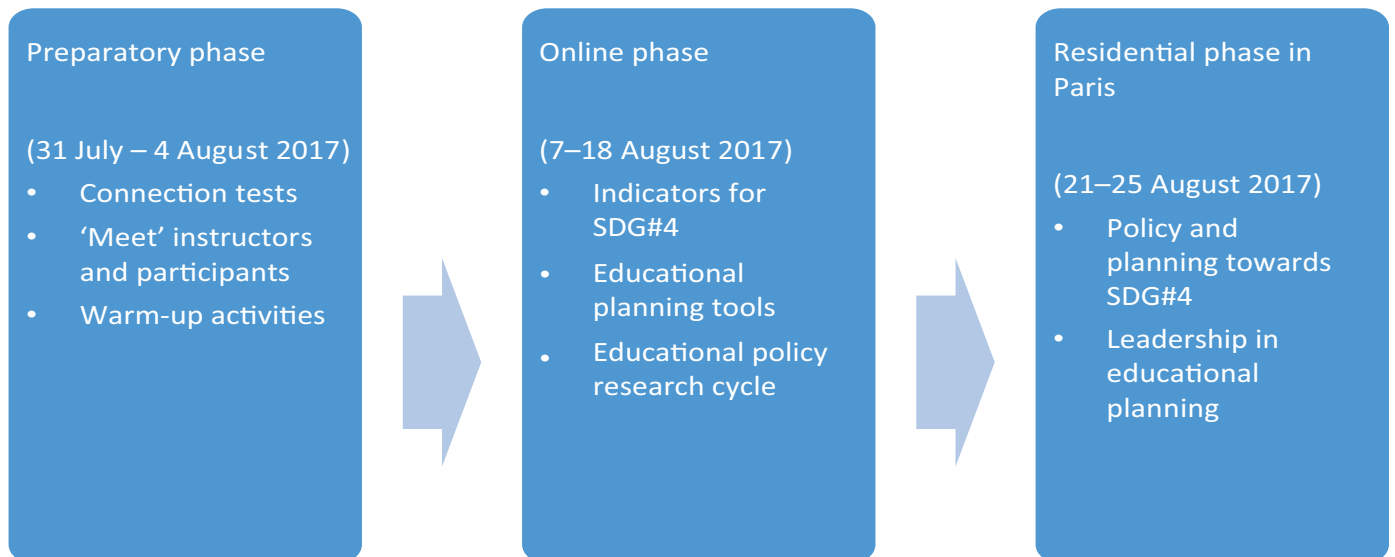 Preparatory phase
(31 July – 4 August 2017)
• Connection tests
• ‘Meet’ instructors
and participants
• Warm-up activities
Online phase
(7–18 August 2017)
• Indicators for
SDG#4
• Educational
planning tools
• Educational policy
research cycle
Residential phase in
Paris
(21–25 August 2017)
• Policy and
planning towards
SDG#4
• Leadership in
educational
planning